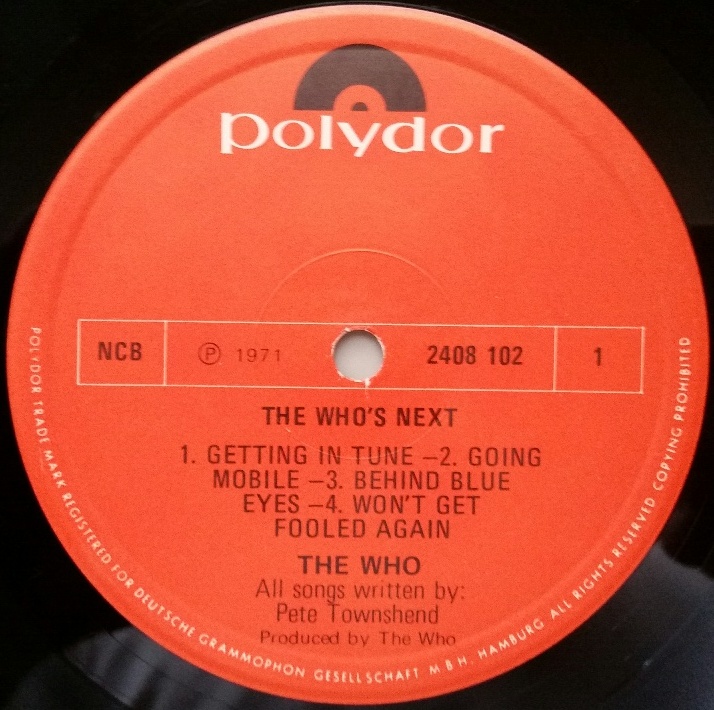 polydor
NCB
℗ 1971
2408 102
1
THE WHO'S NEXT
1. GETTING IN TUNE –2. GOING
MOBILE –3. BEHIND BLUE
EYES –4. WON'T GET
FOOLED AGAIN
THE WHO
All songs written by:
Pete Townshend
Produced by The Who
POLYDOR TRADE MARK REGISTERED FOR DEUTSCHE GRAMMOPHON GESELLSCHAFT M B H. HAMBURG ALL RIGHTS RESERVED COPYING PROHIBITED